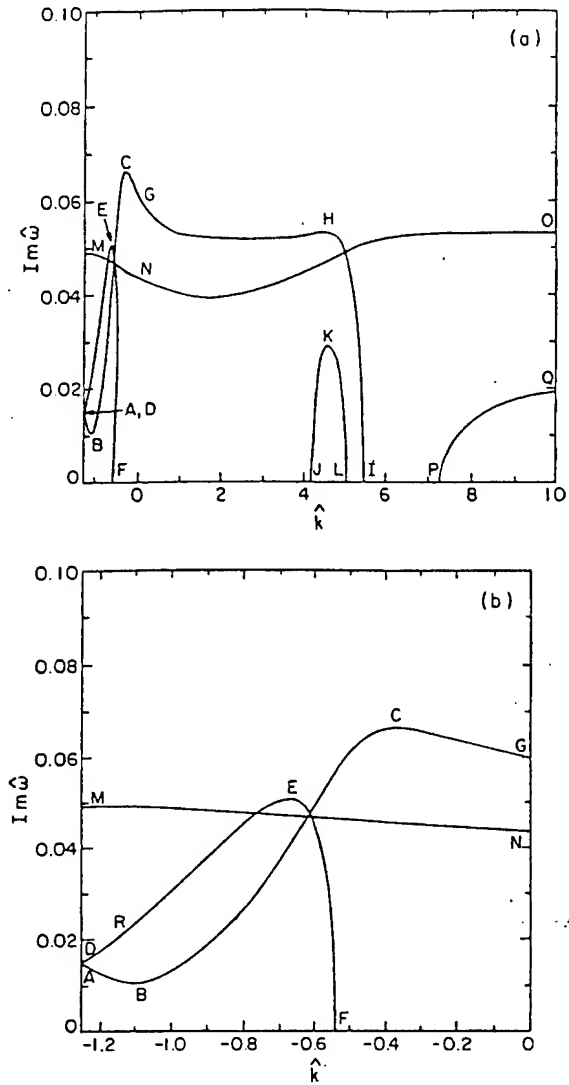 0.10
(a)
0.08
C
E
G
0.06
H
O
M
Im ω̂
N
0.04
K
Q
0.02
A, D
B
F
J
L
I
P
0
0
2
4
6
8
10
k̂
0.10
(b)
0.08
C
0.06
G
E
M
Im ω̂
0.04
N
R
0.02
D
A
B
F
0
-1.2
-1.0
-0.8
-0.6
-0.4
-0.2
0
k̂